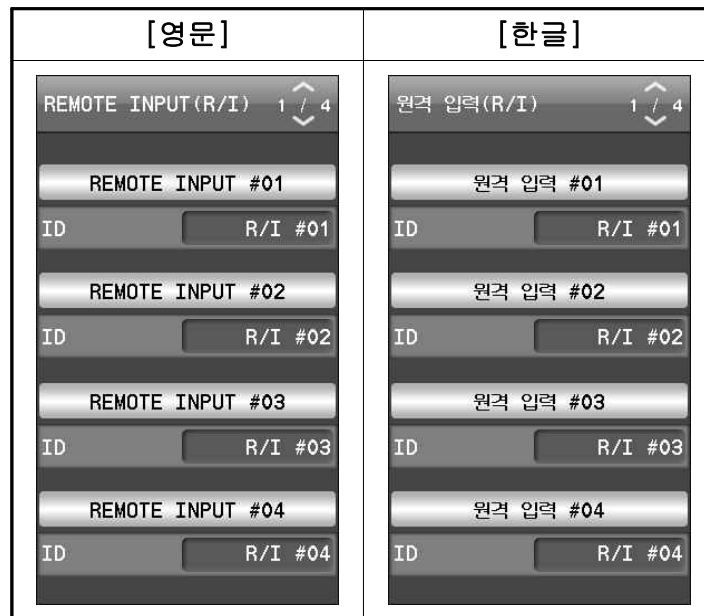 [영문]
REMOTE INPUT(R/I) 1 / 4
REMOTE INPUT #01
ID R/I #01
REMOTE INPUT #02
ID R/I #02
REMOTE INPUT #03
ID R/I #03
REMOTE INPUT #04
ID R/I #04
[한글]
원격 입력(R/I) 1 / 4
원격 입력 #01
ID R/I #01
원격 입력 #02
ID R/I #02
원격 입력 #03
ID R/I #03
원격 입력 #04
ID R/I #04